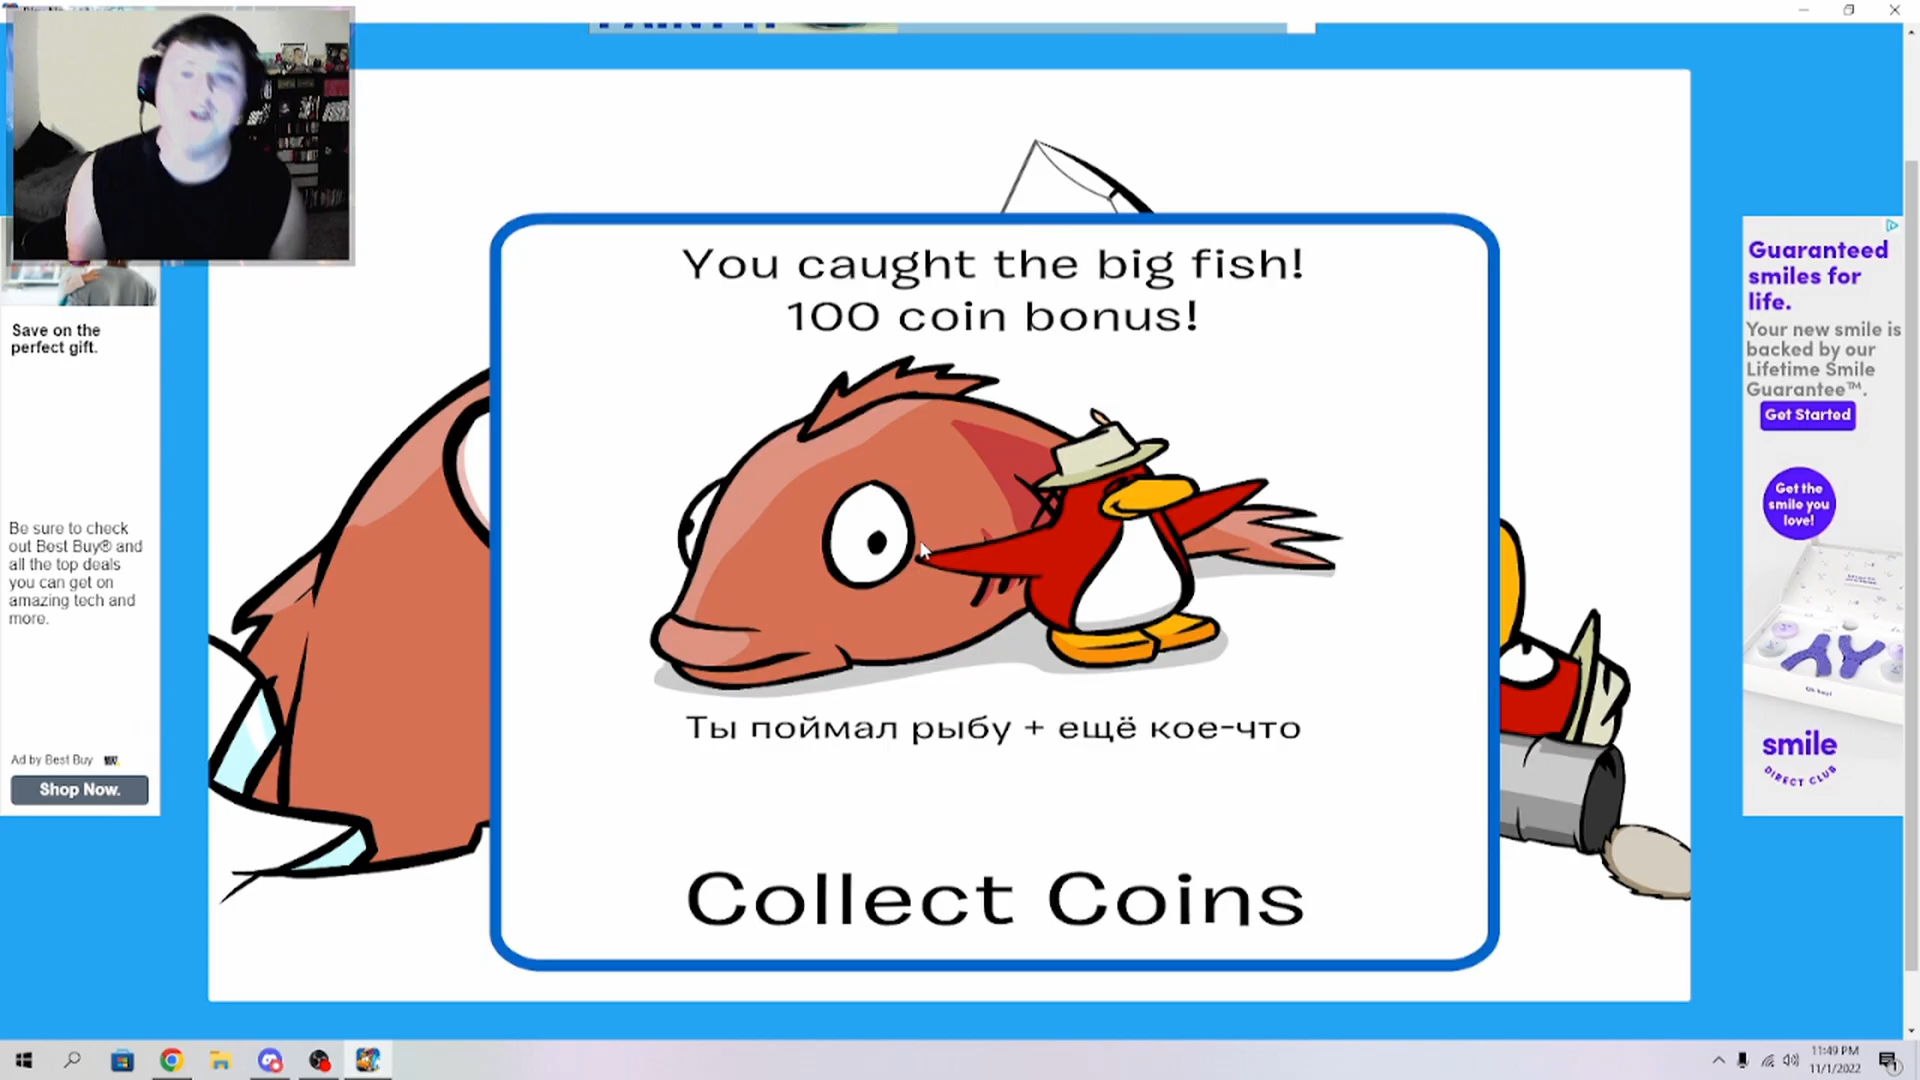 You caught the big fish!
100 coin bonus!
Ты поймал рыбу + ещё кое-что
Collect Coins
Save on the
perfect gift.
Be sure to check
out Best Buy® and
all the top deals
you can get on
amazing tech and
more.
Ad by Best Buy
Shop Now.
Guaranteed
smiles for
life.
Your new smile is
backed by our
Lifetime Smile
Guarantee™.
Get Started
Get the
smile you
love!
smile
DIRECT CLUB
11:49 PM
11/1/2022